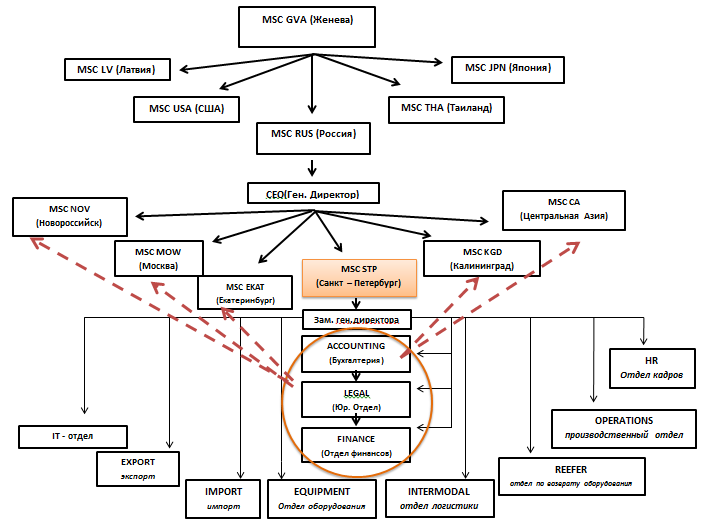 MSC GVA (Женева)
MSC LV (Латвия)
MSC JPN (Япония)
MSC USA (США)
MSC THA (Таиланд)
MSC RUS (Россия)
CEO(Ген. Директор)
MSC NOV
(Новороссийск)
MSC CA
(Центральная Азия)
MSC MOW
(Москва)
MSC KGD
(Калининград)
MSC EKAT
(Екатеринбург)
MSC STP
(Санкт – Петербург)
Зам. ген.директора
ACCOUNTING
(Бухгалтерия)
LEGAL
(Юр. Отдел)
FINANCE
(Отдел финансов)
HR
Отдел кадров
OPERATIONS
производственный отдел
IT - отдел
EXPORT
экспорт
REEFER
отдел по возврату оборудования
IMPORT
импорт
EQUIPMENT
Отдел оборудования
INTERMODAL
отдел логистики